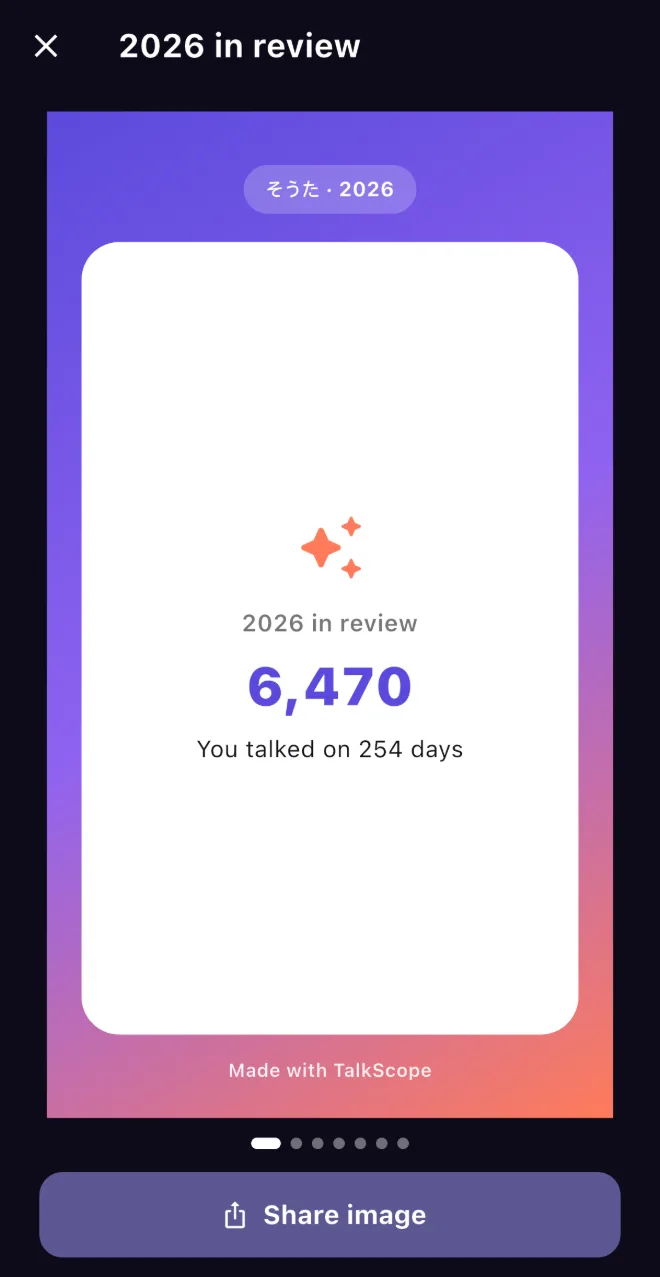 2026 in review
そうた · 2026
2026 in review
6,470
You talked on 254 days
Made with TalkScope
Share image